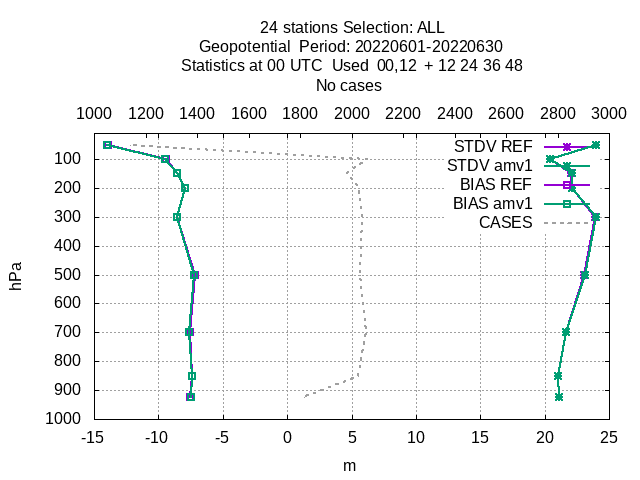 24 stations Selection: ALL
Geopotential  Period: 20220601-20220630
Statistics at 00 UTC  Used  00,12  + 12 24 36 48
No cases
1000 1200 1400 1600 1800 2000 2200 2400 2600 2800 3000
STDV REF
STDV amv1
BIAS REF
BIAS amv1
CASES
100
200
300
400
500
600
700
800
900
1000
hPa
-15 -10 -5 0 5 10 15 20 25
m